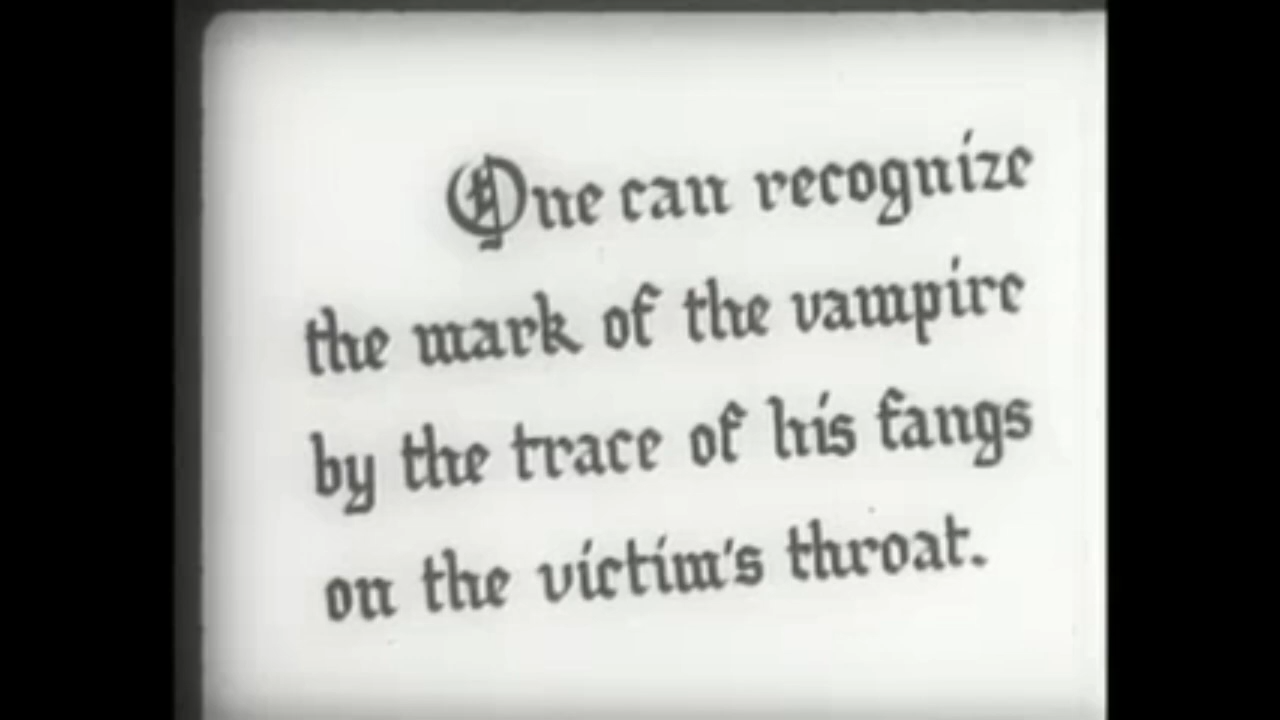 One can recognize
the mark of the vampire
by the trace of his fangs
on the victim's throat.